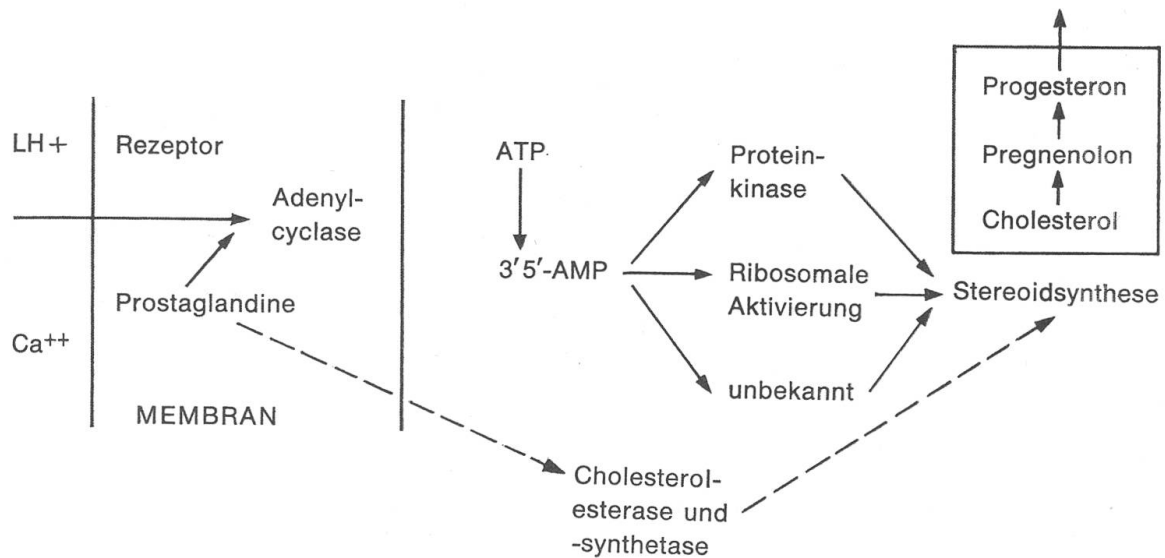 LH+
Rezeptor
Adenyl-
cyclase
Prostaglandine
Ca++
MEMBRAN
ATP
3′5′-AMP
Protein-
kinase
Ribosomale
Aktivierung
unbekannt
Cholesterol-
esterase und
-synthetase
Progesteron
Pregnenolon
Cholesterol
Stereoidsynthese